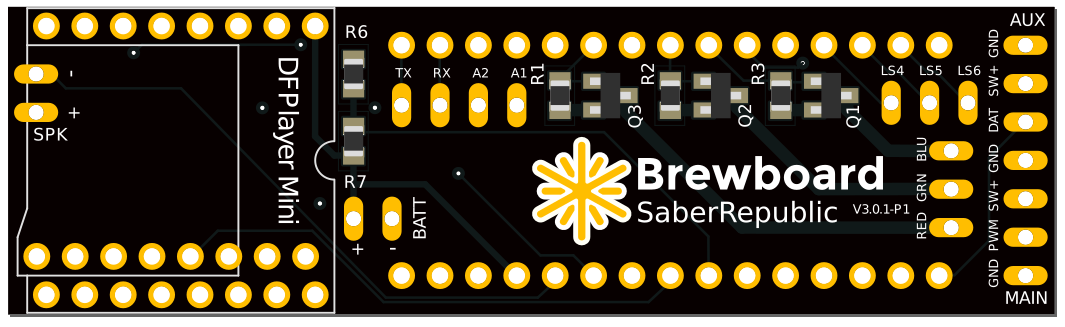 AUX
R6
GND
DFPlayer Mini
-
TX
RX
A2
A1
R1
R2
R3
LS4
LS5
LS6
SW+
+
SPK
Q3
Q2
Q1
DAT
BLU
GND
R7
Brewboard
GRN
SW+
SaberRepublic
V3.0.1-P1
BATT
RED
PWM
+
-
GND
MAIN